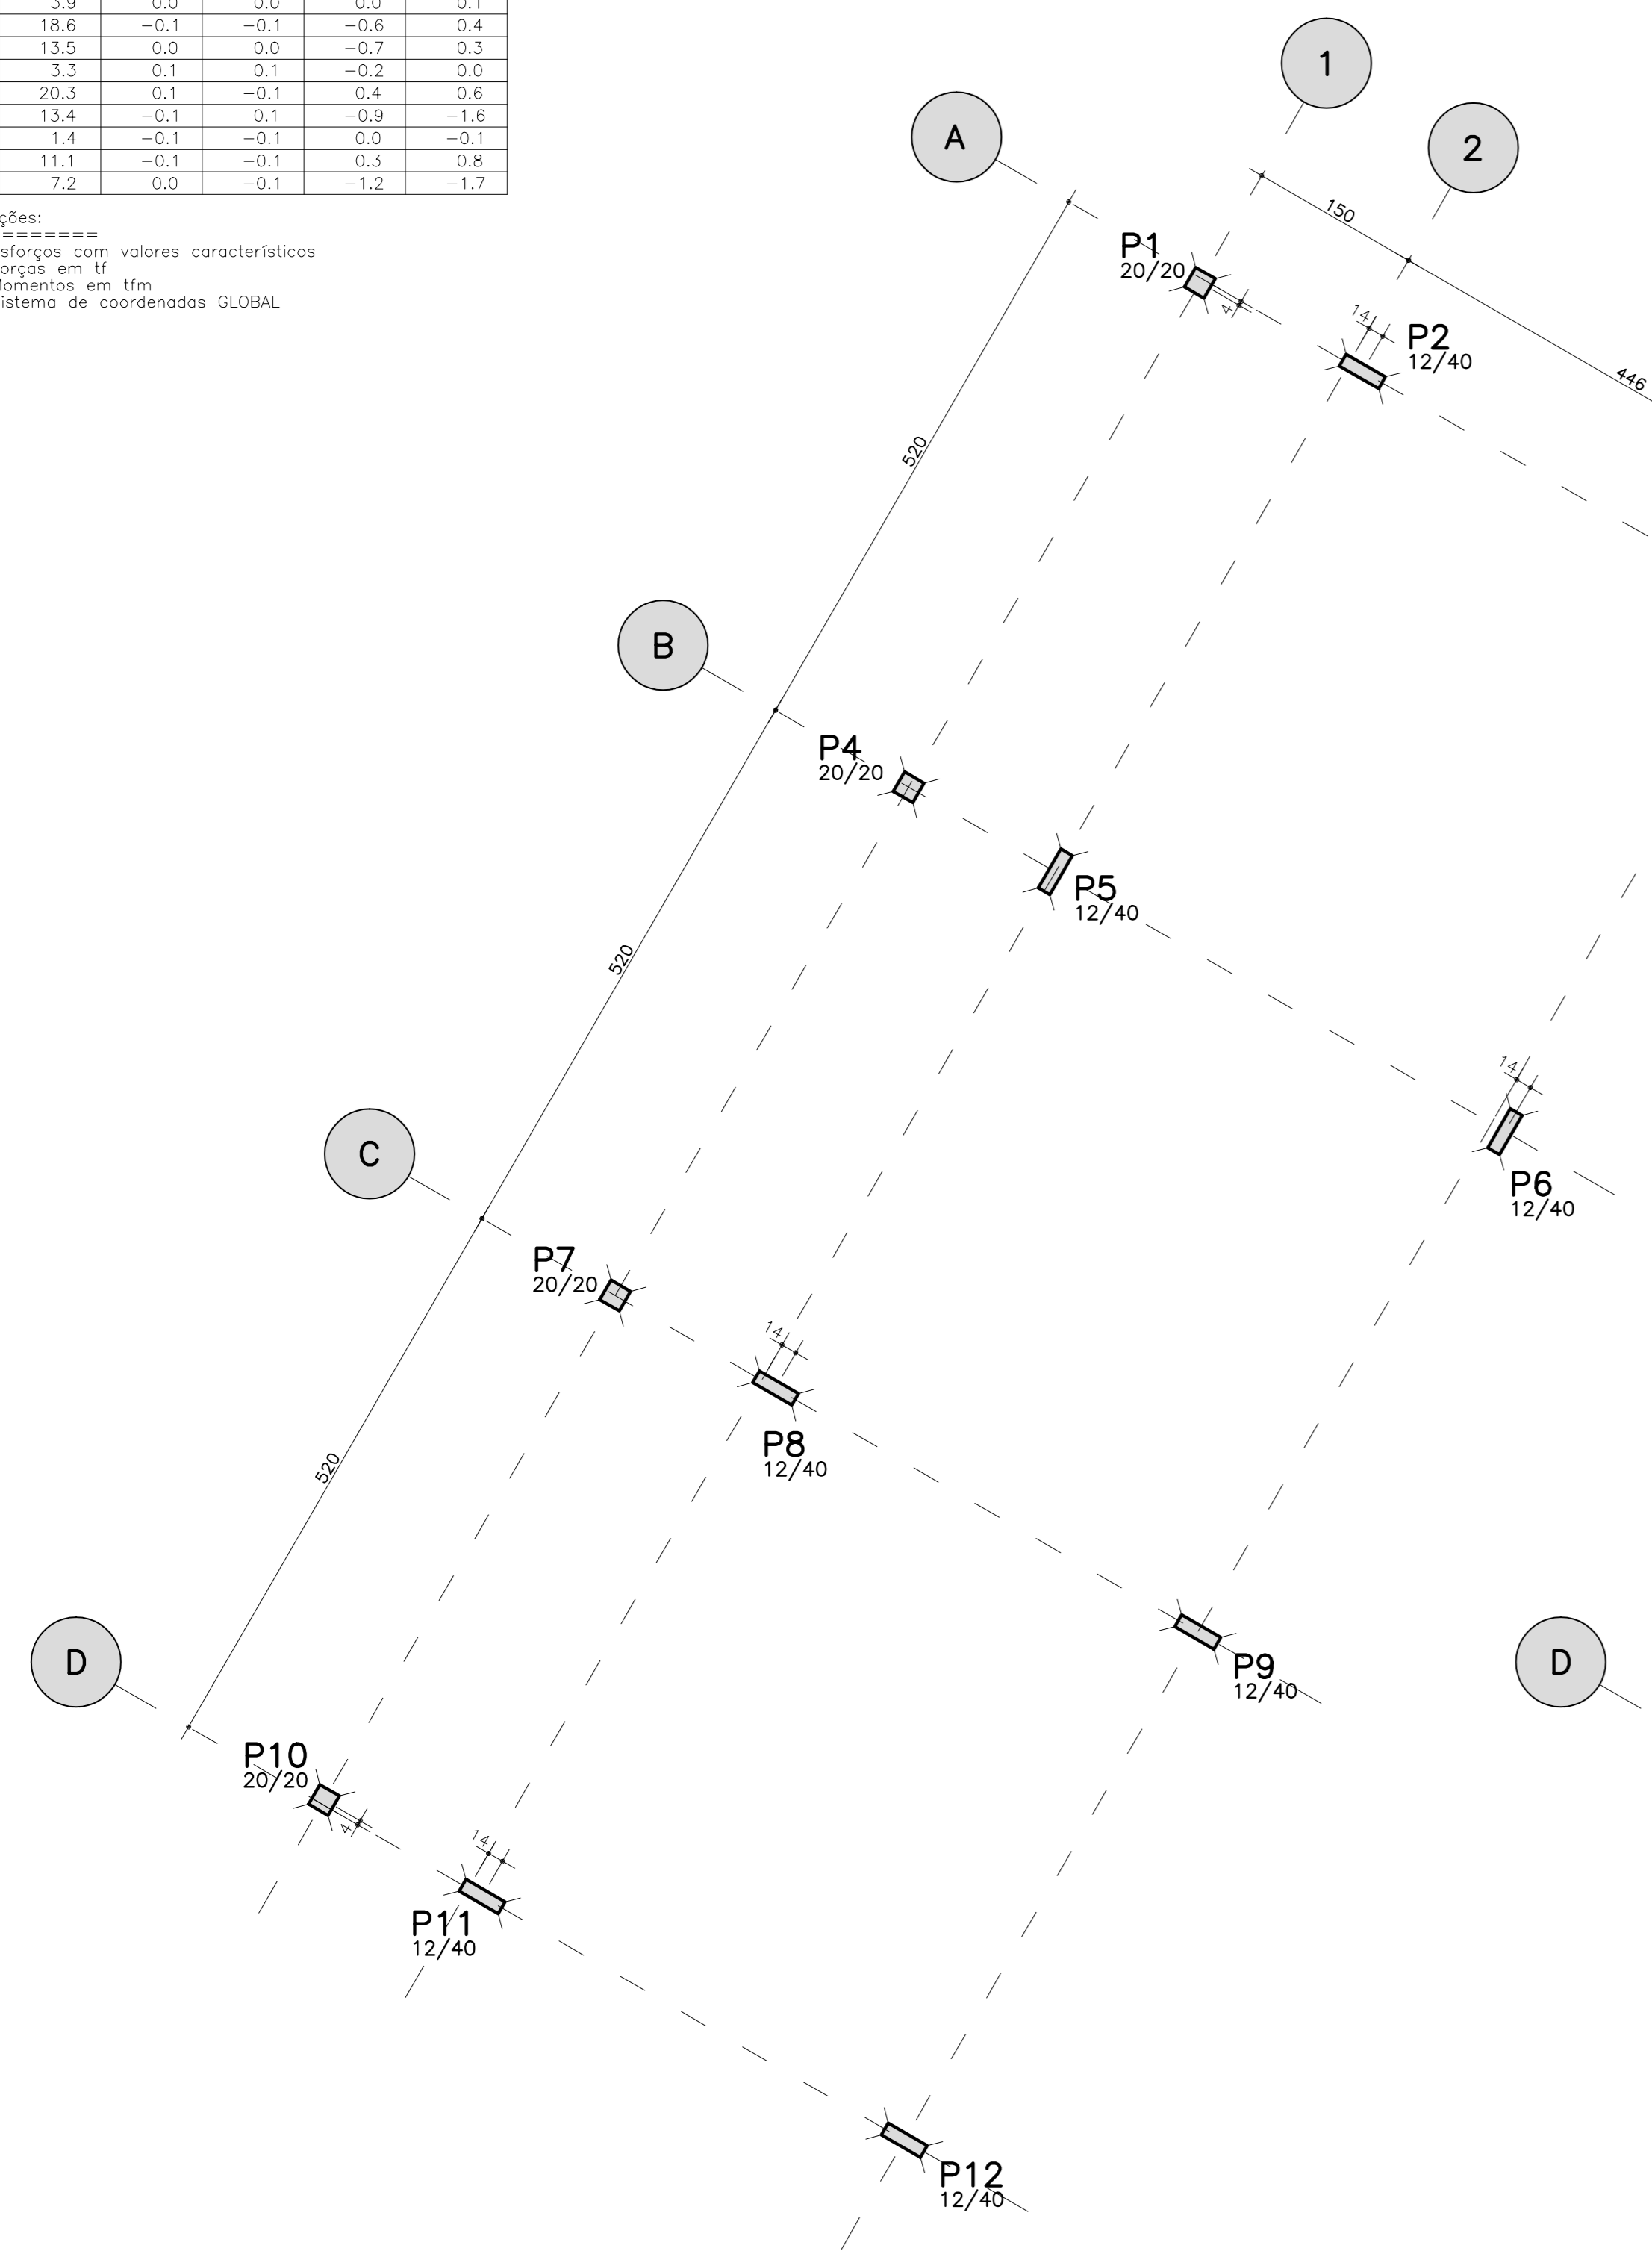 3.9 0.0 0.0 0.0 0.1
18.6 −0.1 −0.1 −0.6 0.4
13.5 0.0 0.0 −0.7 0.3
3.3 0.1 0.1 −0.2 0.0
20.3 0.1 −0.1 0.4 0.6
13.4 −0.1 0.1 −0.9 −1.6
1.4 −0.1 −0.1 0.0 −0.1
11.1 −0.1 −0.1 0.3 0.8
7.2 0.0 −0.1 −1.2 −1.7
ções:
=======
sforços com valores característicos
orças em tf
omentos em tfm
istema de coordenadas GLOBAL
1
A
2
150
P1
20/20
4
14
P2
12/40
446
520
B
P4
20/20
P5
12/40
520
C
14
P6
12/40
P7
20/20
14
P8
12/40
520
D
P9
12/40
D
P10
20/20
4
14
P11
12/40
P12
12/40